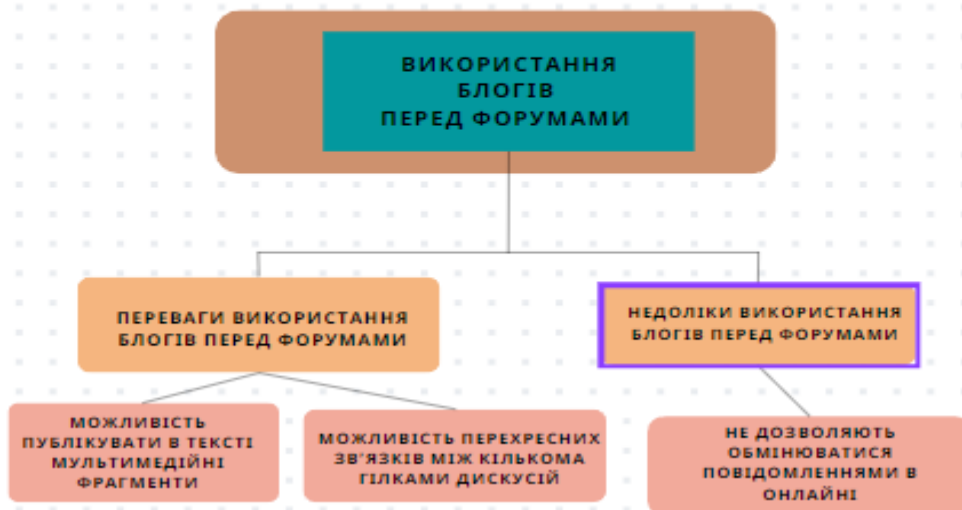 ВИКОРИСТАННЯ
БЛОГІВ
ПЕРЕД ФОРУМАМИ
ПЕРЕВАГИ ВИКОРИСТАННЯ
БЛОГІВ ПЕРЕД ФОРУМАМИ
НЕДОЛІКИ ВИКОРИСТАННЯ
БЛОГІВ ПЕРЕД ФОРУМАМИ
МОЖЛИВІСТЬ
ПУБЛІКУВАТИ В ТЕКСТІ
МУЛЬТИМЕДІЙНІ
ФРАГМЕНТИ
МОЖЛИВІСТЬ ПЕРЕХРЕСНИХ
ЗВ'ЯЗКІВ МІЖ КІЛЬКОМА
ГІЛКАМИ ДИСКУСІЙ
НЕ ДОЗВОЛЯЮТЬ
ОБМІНЮВАТИСЯ
ПОВІДОМЛЕННЯМИ В
ОНЛАЙНІ